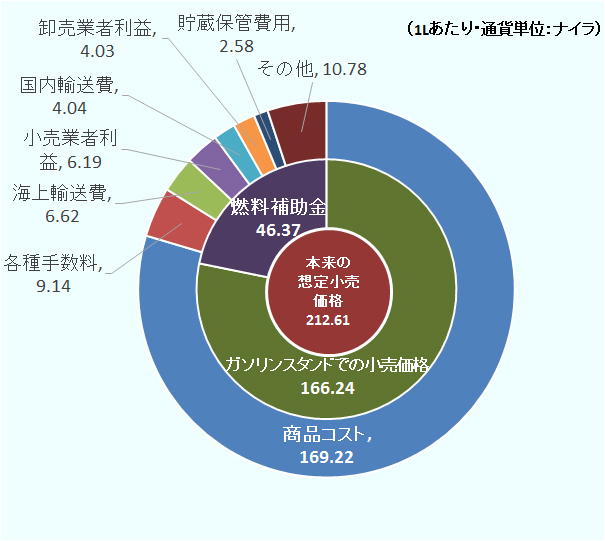 （1Lあたり・通貨単位：ナイラ）
卸売業者利益,
4.03
貯蔵保管費用,
2.58
その他, 10.78
国内輸送費,
4.04
小売業者利
益, 6.19
海上輸送費,
6.62
各種手数料,
9.14
燃料補助金
46.37
本来の
想定小売
価格
212.61
ガソリンスタンドでの小売価格
166.24
商品コスト,
169.22